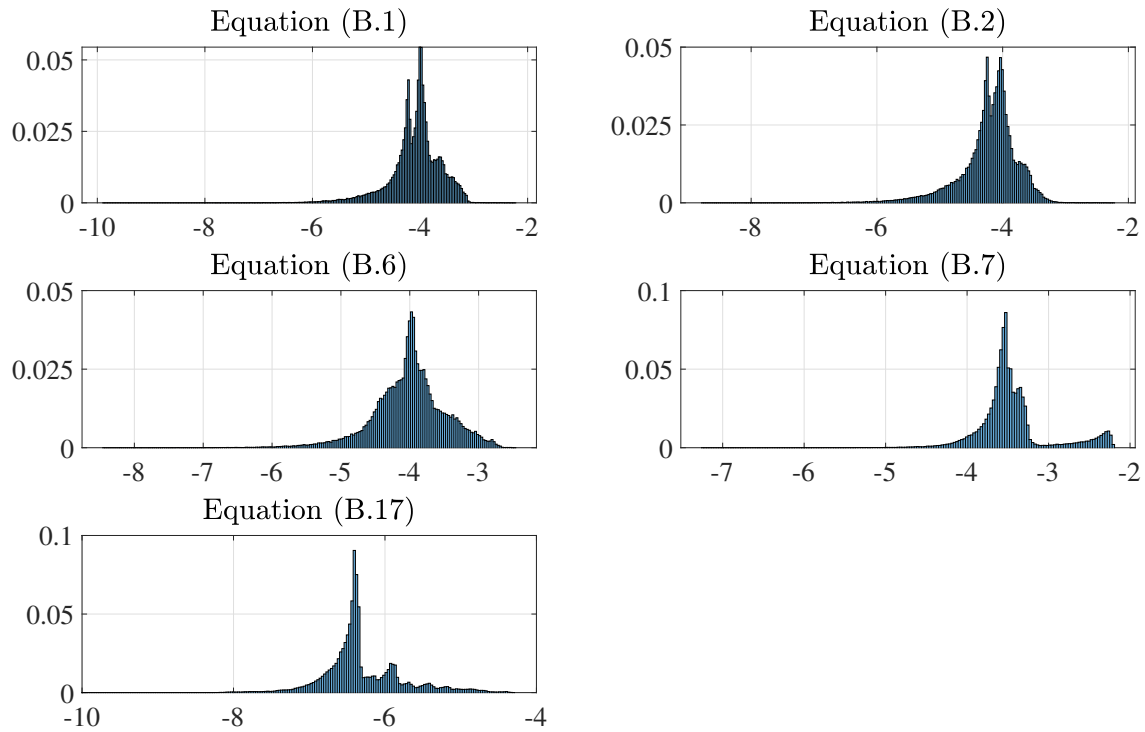 Equation (B.1)
0.05
0.025
0
-10 -8 -6 -4 -2
Equation (B.2)
0.05
0.025
0
-8 -6 -4 -2
Equation (B.6)
0.05
0.025
0
-8 -7 -6 -5 -4 -3
Equation (B.7)
0.1
0.05
0
-7 -6 -5 -4 -3 -2
Equation (B.17)
0.1
0.05
0
-10 -8 -6 -4